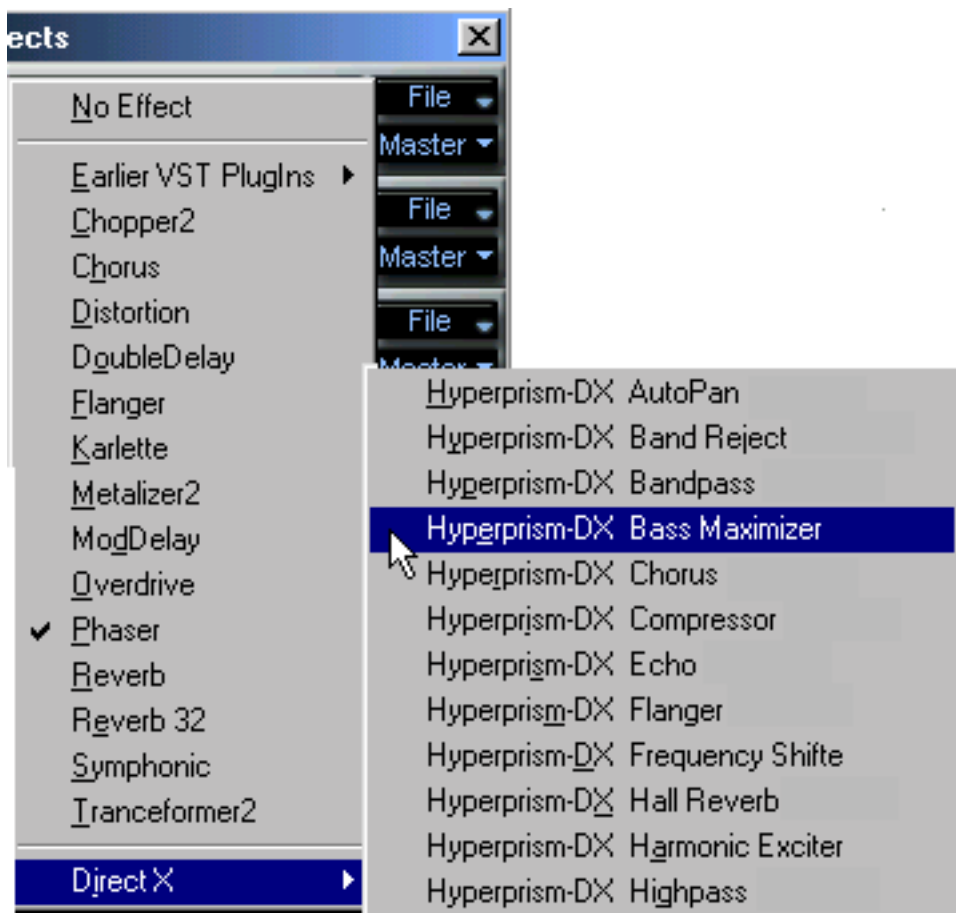 ects
No Effect
Earlier VST PlugIns
Chopper2
Chorus
Distortion
DoubleDelay
Flanger
Karlette
Metalizer2
ModDelay
Overdrive
Phaser
Reverb
Reverb 32
Symphonic
Tranceformer2
Direct X
File
Master
File
Master
File
Master
Hyperprism-DX AutoPan
Hyperprism-DX Band Reject
Hyperprism-DX Bandpass
Hyperprism-DX Bass Maximizer
Hyperprism-DX Chorus
Hyperprism-DX Compressor
Hyperprism-DX Echo
Hyperprism-DX Flanger
Hyperprism-DX Frequency Shifte
Hyperprism-DX Hall Reverb
Hyperprism-DX Harmonic Exciter
Hyperprism-DX Highpass